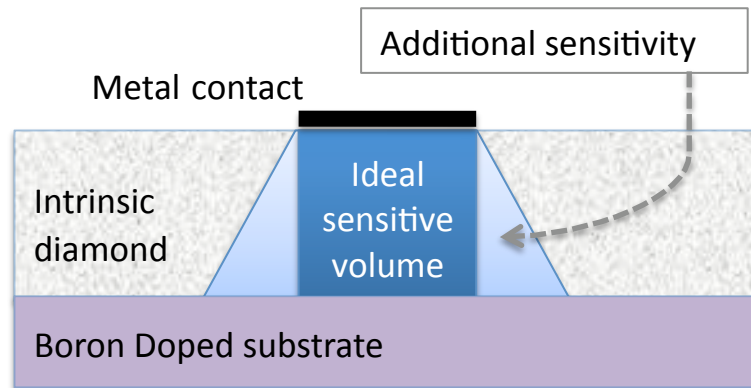 Additional sensitivity
Metal contact
Ideal
sensitive
volume
Intrinsic
diamond
Boron Doped substrate